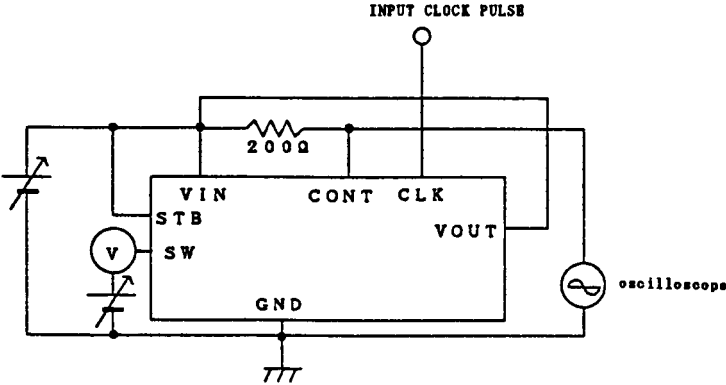 INPUT CLOCK PULSE
200Ω
VIN
CONT
CLK
STB
VOUT
V
SW
oscilloscope
GND